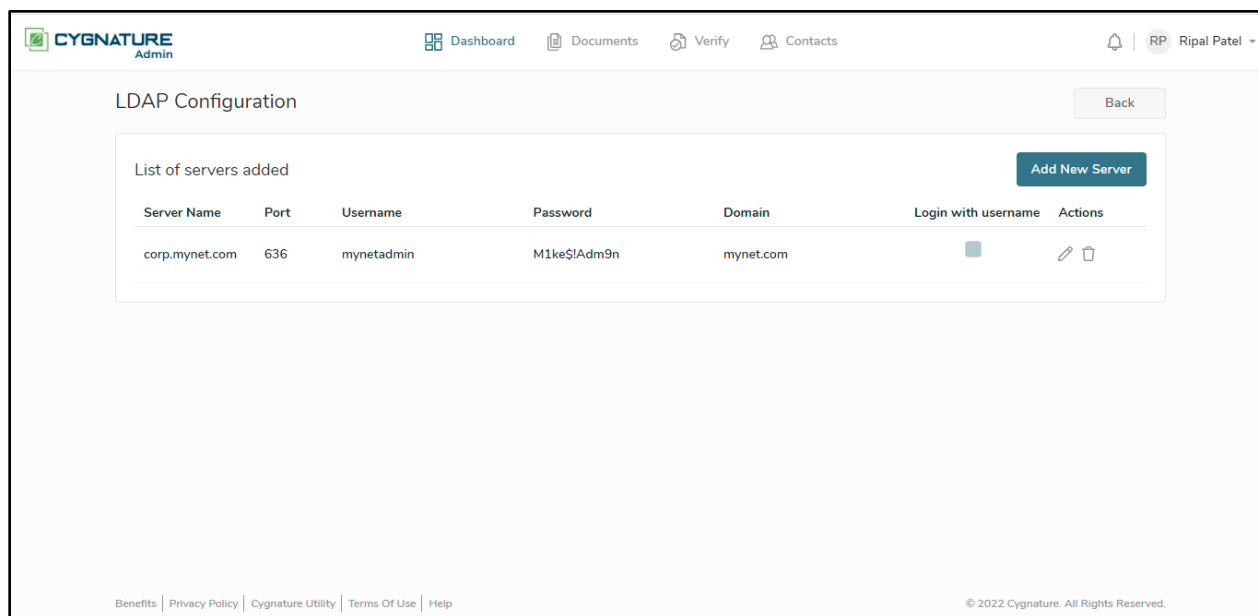 CYGNATURE
Admin
Dashboard Documents Verify Contacts
RP Ripal Patel
LDAP Configuration
Back
List of servers added
Add New Server
Server Name Port Username Password Domain Login with username Actions
corp.mynet.com 636 mynetadmin M1ke$!Adm9n mynet.com
Benefits | Privacy Policy | Cygnature Utility | Terms Of Use | Help
© 2022 Cygnature. All Rights Reserved.